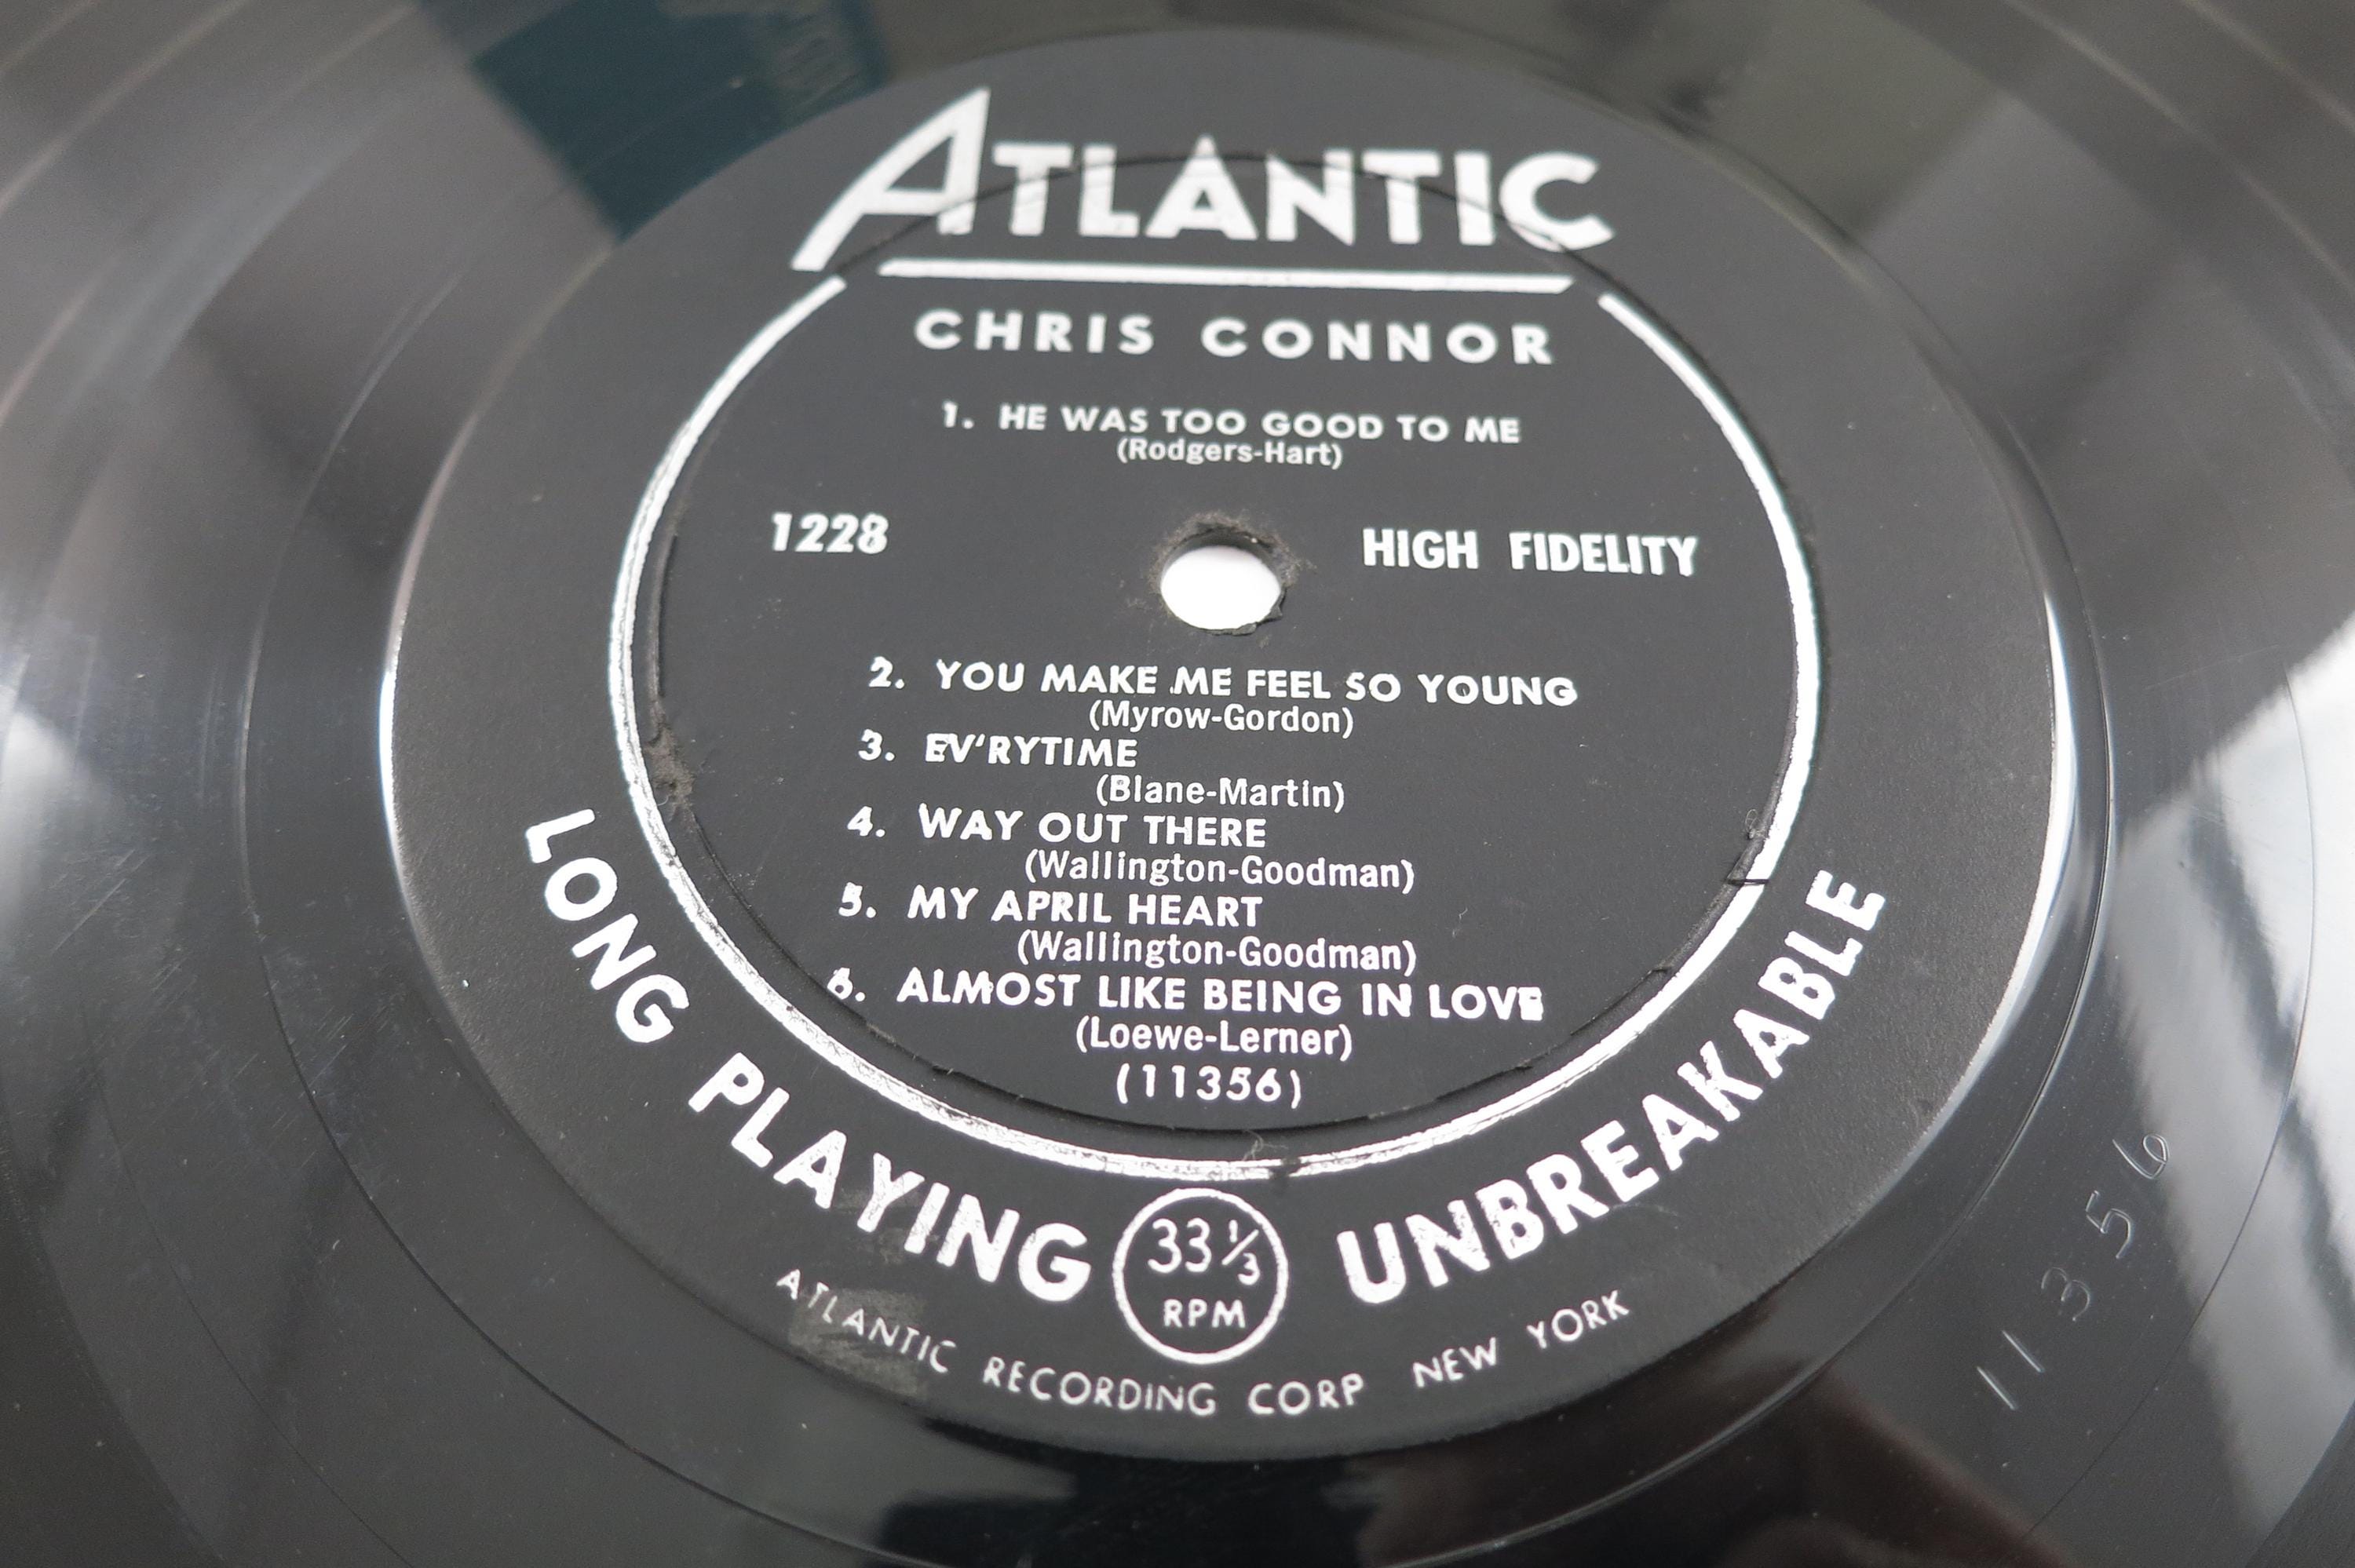 ATLANTIC
CHRIS CONNOR
1. HE WAS TOO GOOD TO ME
(Rodgers-Hart)
1228
HIGH FIDELITY
2. YOU MAKE ME FEEL SO YOUNG
(Myrow-Gordon)
3. EV'RYTIME
(Blane-Martin)
4. WAY OUT THERE
(Wallington-Goodman)
5. MY APRIL HEART
(Wallington-Goodman)
6. ALMOST LIKE BEING IN LOVE
(Loewe-Lerner)
(11356)
LONG PLAYING
33 1/3
RPM
UNBREAKABLE
ATLANTIC RECORDING CORP NEW YORK
11356